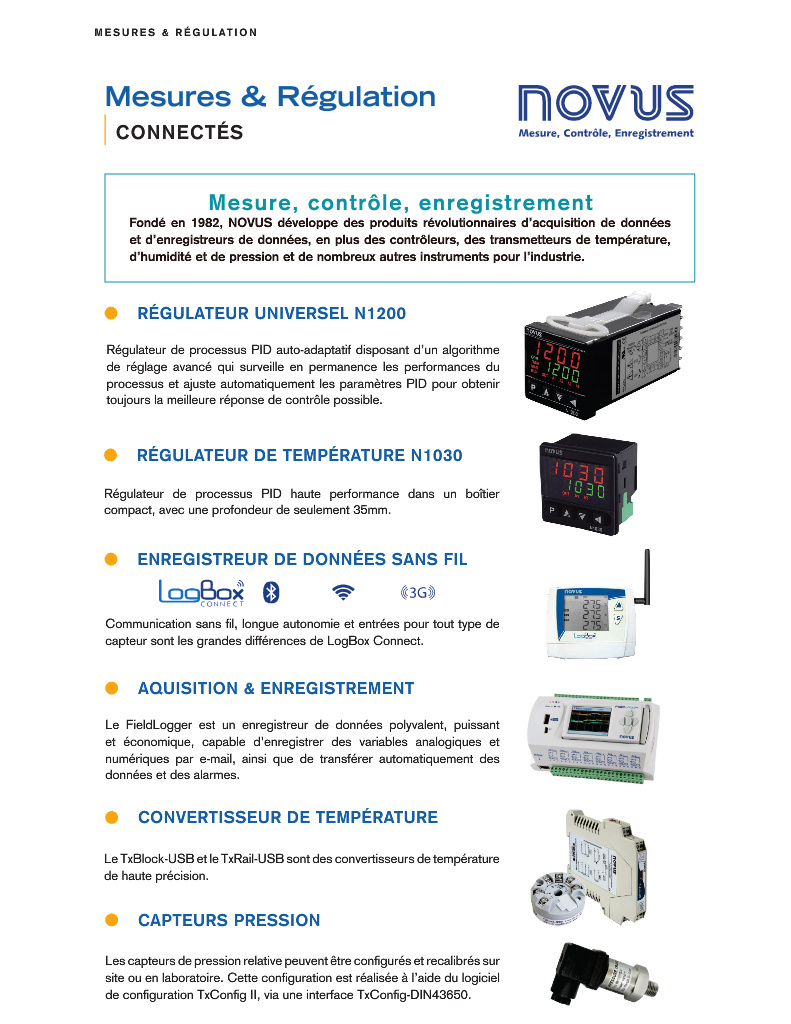 MESURES & RÉGULATION
Mesures & Régulation
CONNECTÉS
novus
Mesure, Contrôle, Enregistrement
Mesure, contrôle, enregistrement
Fondé en 1982, NOVUS développe des produits révolutionnaires d'acquisition de données
et d'enregistreurs de données, en plus des contrôleurs, des transmetteurs de température,
d'humidité et de pression et de nombreux autres instruments pour l'industrie.
RÉGULATEUR UNIVERSEL N1200
Régulateur de processus PID auto-adaptatif disposant d'un algorithme
de réglage avancé qui surveille en permanence les performances du
processus et ajuste automatiquement les paramètres PID pour obtenir
toujours la meilleure réponse de contrôle possible.
novus
1200
1200
P
RÉGULATEUR DE TEMPÉRATURE N1030
Régulateur de processus PID haute performance dans un boîtier
compact, avec une profondeur de seulement 35mm.
novus
1030
1030
P
ENREGISTREUR DE DONNÉES SANS FIL
LogBox
CONNECT
3G
Communication sans fil, longue autonomie et entrées pour tout type de
capteur sont les grandes différences de LogBox Connect.
novus
LogBox
AQUISITION & ENREGISTREMENT
Le FieldLogger est un enregistreur de données polyvalent, puissant
et économique, capable d'enregistrer des variables analogiques et
numériques par e-mail, ainsi que de transférer automatiquement des
données et des alarmes.
novus
CONVERTISSEUR DE TEMPÉRATURE
Le TxBlock-USB et le TxRail-USB sont des convertisseurs de température
de haute précision.
novus
CAPTEURS PRESSION
Les capteurs de pression relative peuvent être configurés et recalibrés sur
site ou en laboratoire. Cette configuration est réalisée à l'aide du logiciel
de configuration TxConfig II, via une interface TxConfig-DIN43650.